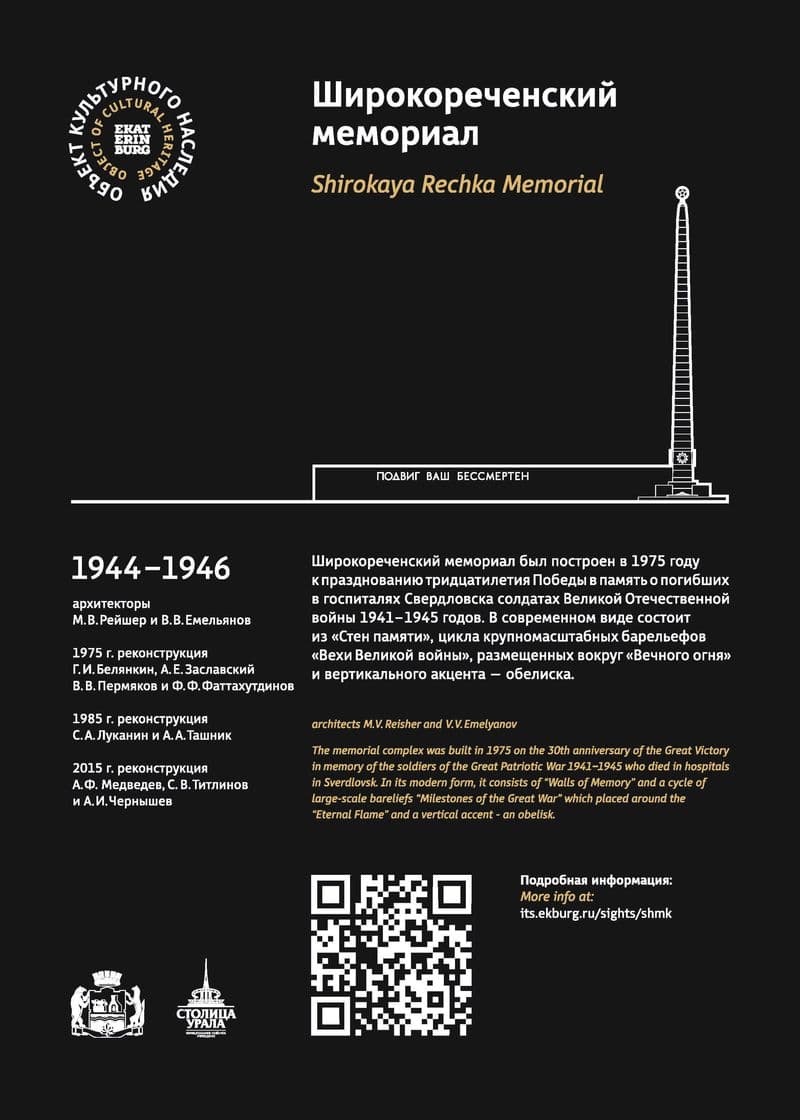 ОБЪЕКТ КУЛЬТУРНОГО НАСЛЕДИЯ
OBJECT OF CULTURAL HERITAGE
EKAT
ERIN
BURG
Широкореченский
мемориал
Shirokaya Rechka Memorial
ПОДВИГ ВАШ БЕССМЕРТЕН
1944–1946
архитекторы
М.В.Рейшер и В.В.Емельянов
1975 г. реконструкция
Г.И.Белянкин, А.Е.Заславский
В.В.Пермяков и Ф.Ф.Фаттахутдинов
1985 г. реконструкция
С.А.Луканин и А.А.Ташник
2015 г. реконструкция
А.Ф. Медведев, С.В.Титлинов
и А.И.Чернышев
Широкореченский мемориал был построен в 1975 году
к празднованию тридцатилетия Победы в память о погибших
в госпиталях Свердловска солдатах Великой Отечественной
войны 1941–1945 годов. В современном виде состоит
из «Стен памяти», цикла крупномасштабных барельефов
«Вехи Великой войны», размещенных вокруг «Вечного огня»
и вертикального акцента — обелиска.
architects M.V.Reisher and V.V.Emelyanov
The memorial complex was built in 1975 on the 30th anniversary of the Great Victory
in memory of the soldiers of the Great Patriotic War 1941–1945 who died in hospitals
in Sverdlovsk. In its modern form, it consists of "Walls of Memory" and a cycle of
large-scale bareliefs "Milestones of the Great War" which placed around the
"Eternal Flame" and a vertical accent - an obelisk.
Подробная информация:
More info at:
its.ekburg.ru/sights/shmk
СТОЛИЦА
УРАЛА